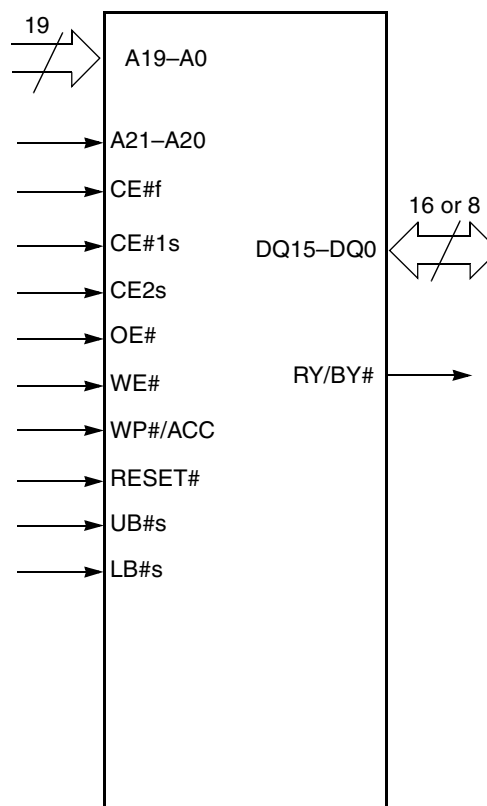 19
A19–A0
A21–A20
CE#f
16 or 8
CE#1s
DQ15–DQ0
CE2s
OE#
WE#
RY/BY#
WP#/ACC
RESET#
UB#s
LB#s